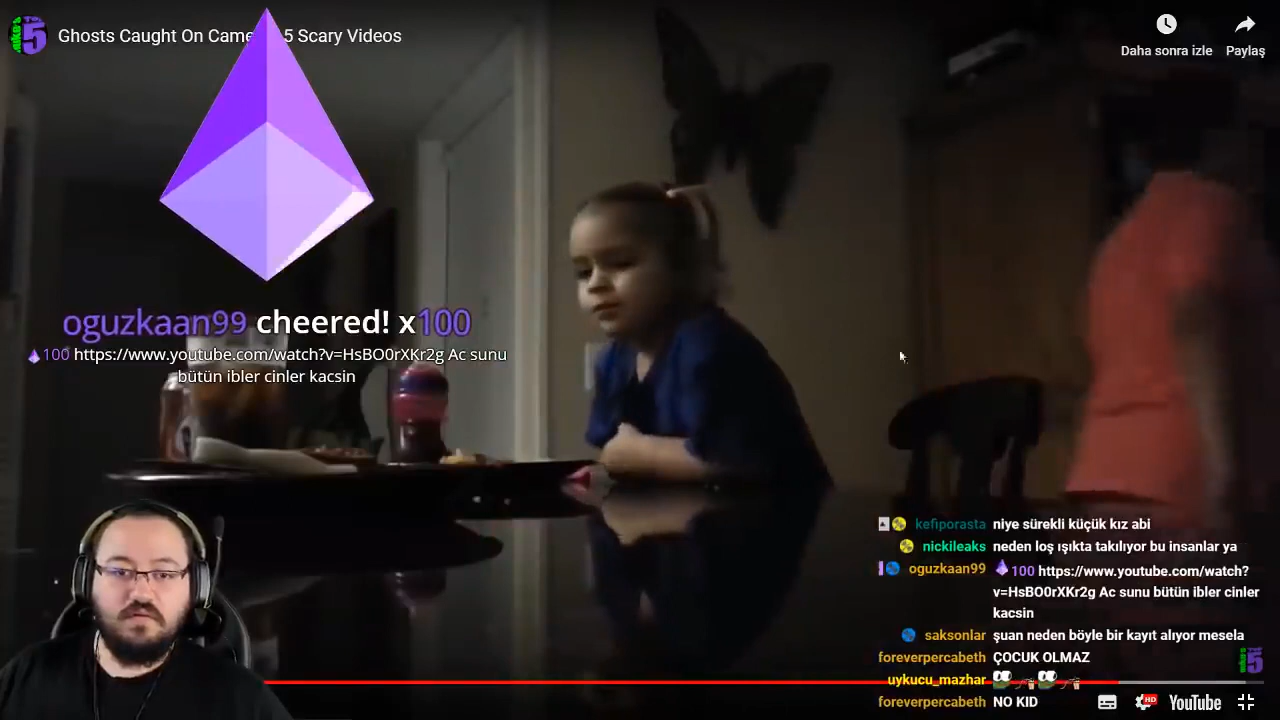 Ghosts Caught On Came 5 Scary Videos
Daha sonra izle
Paylaş
oguzkaan99 cheered! x100
100 https://www.youtube.com/watch?v=HsBO0rXKr2g Ac sunu
bütün ibler cinler kacsin
kefiporasta niye sürekli küçük kız abi
nickileaks neden loş ışıkta takılıyor bu insanlar ya
oguzkaan99 100 https://www.youtube.com/watch?
v=HsBO0rXKr2g Ac sunu bütün ibler cinler
kacsin
saksonlar şuan neden böyle bir kayıt alıyor mesela
foreverpercabeth ÇOCUK OLMAZ
uykucu_mazhar
foreverpercabeth NO KID
HD
YouTube